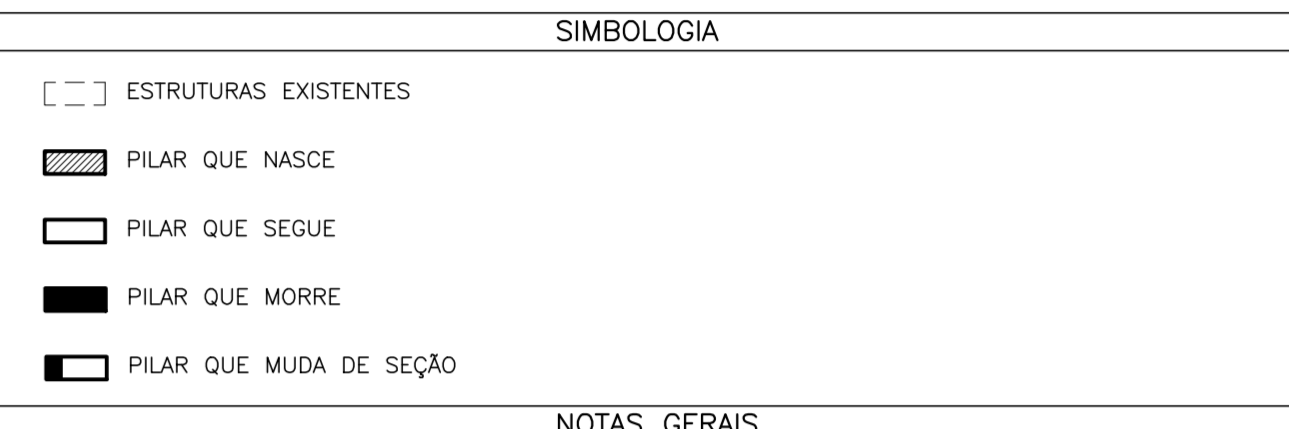 SIMBOLOGIA
ESTRUTURAS EXISTENTES
PILAR QUE NASCE
PILAR QUE SEGUE
PILAR QUE MORRE
PILAR QUE MUDA DE SEÇÃO
NOTAS GERAIS